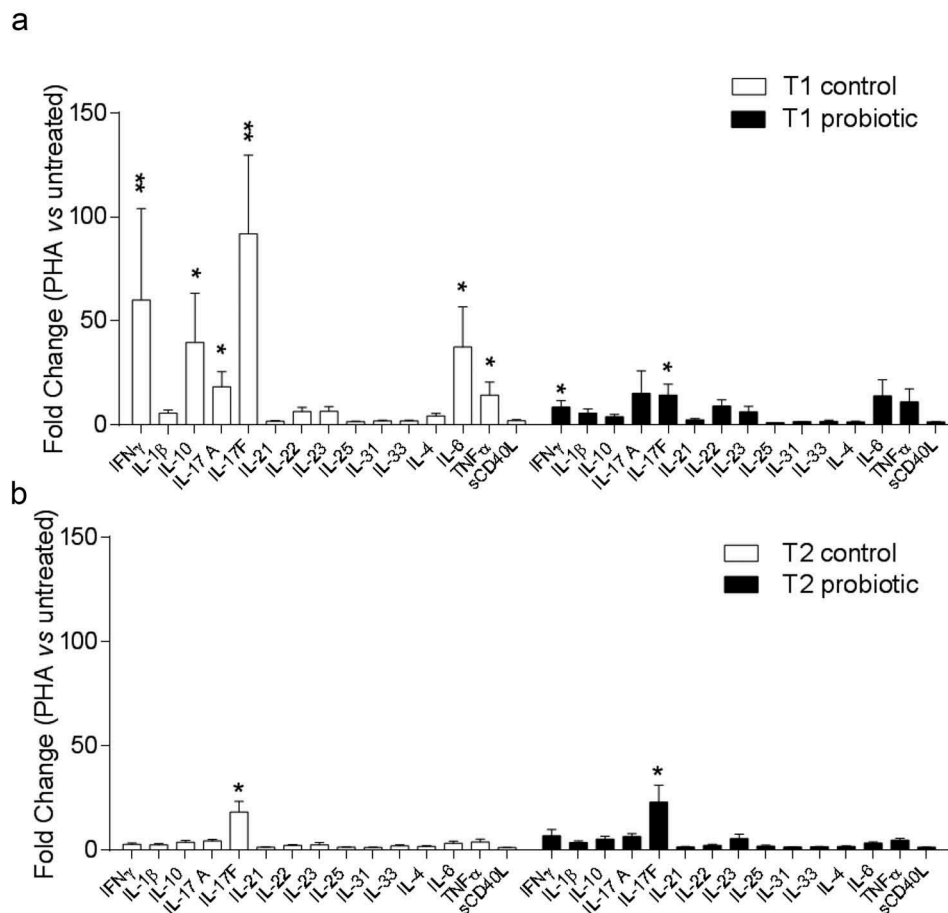 a
T1 control
T1 probiotic
Fold Change (PHA vs untreated)
150
100
50
0
** * * ** * * * *
IFNγ IL-1β IL-10 IL-17 A IL-17F IL-21 IL-22 IL-23 IL-25 IL-31 IL-33 IL-4 IL-6 TNFα sCD40L IFNγ IL-1β IL-10 IL-17 A IL-17F IL-21 IL-22 IL-23 IL-25 IL-31 IL-33 IL-4 IL-6 TNFα sCD40L
b
T2 control
T2 probiotic
Fold Change (PHA vs untreated)
150
100
50
0
* *
IFNγ IL-1β IL-10 IL-17 A IL-17F IL-21 IL-22 IL-23 IL-25 IL-31 IL-33 IL-4 IL-6 TNFα sCD40L IFNγ IL-1β IL-10 IL-17 A IL-17F IL-21 IL-22 IL-23 IL-25 IL-31 IL-33 IL-4 IL-6 TNFα sCD40L